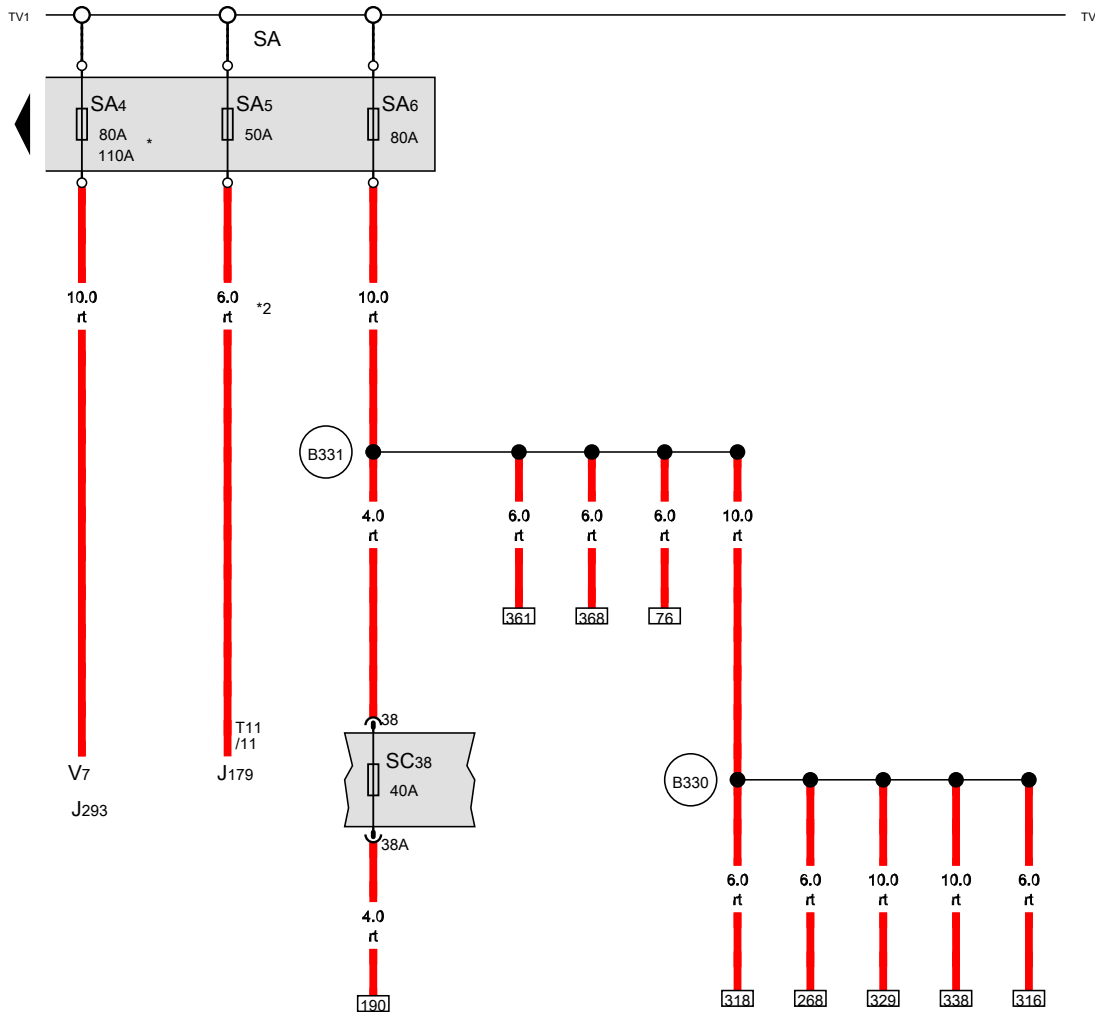 TV1
TV
SA
SA4
80A
110A
*
SA5
50A
SA6
80A
10.0
rt
6.0
rt
*2
10.0
rt
B331
4.0
rt
6.0
rt
6.0
rt
6.0
rt
10.0
rt
361
368
76
38
T11
/11
V7
J293
J179
SC38
40A
38A
B330
4.0
rt
6.0
rt
6.0
rt
10.0
rt
10.0
rt
6.0
rt
190
318
268
329
338
316